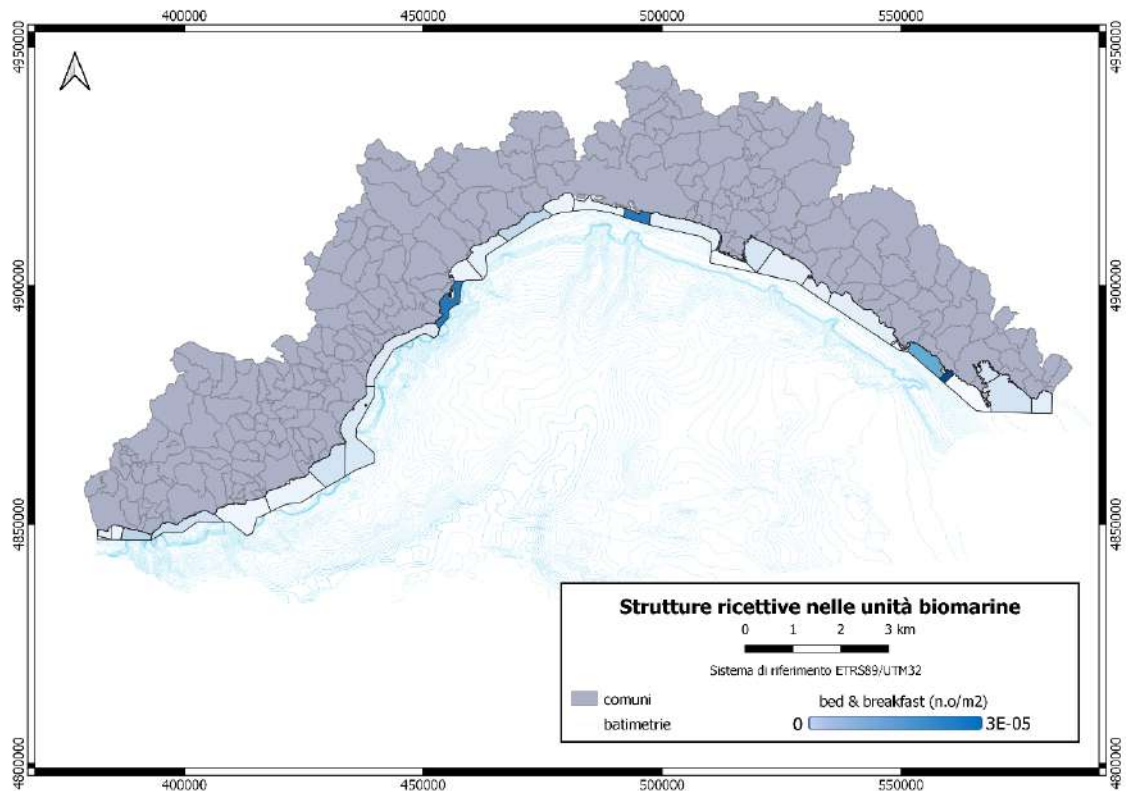 400000 450000 500000 550000
4950000 4950000
4900000 4900000
4850000 4850000
4800000 4800000
Strutture ricettive nelle unità biomarine
0 1 2 3 km
Sistema di riferimento ETRS89/UTM32
comuni bed & breakfast (n.o/m2)
batimetrie 0 3E-05
400000 450000 500000 550000